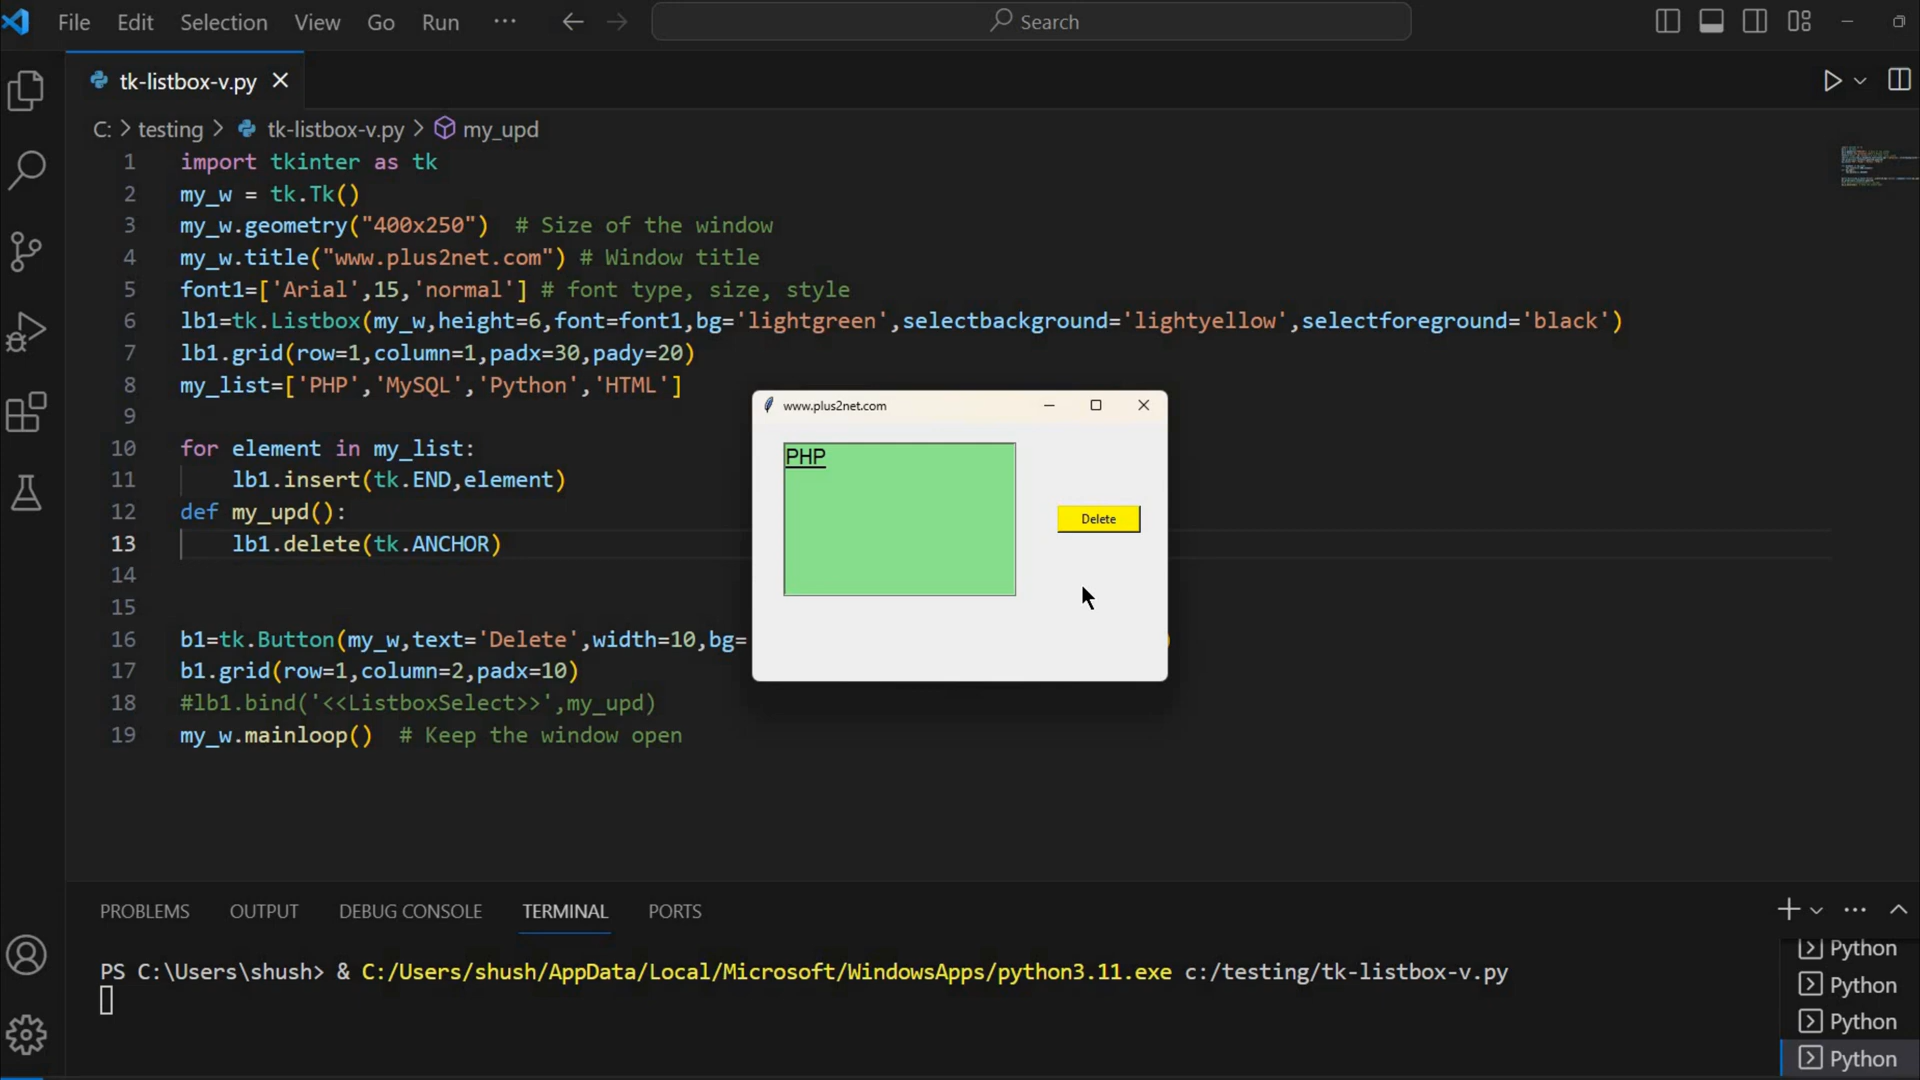 File Edit Selection View Go Run ··· Search
tk-listbox-v.py
C: > testing > tk-listbox-v.py > my_upd
1 import tkinter as tk
2 my_w = tk.Tk()
3 my_w.geometry("400x250")  # Size of the window
4 my_w.title("www.plus2net.com") # Window title
5 font1=['Arial',15,'normal'] # font type, size, style
6 lb1=tk.Listbox(my_w,height=6,font=font1,bg='lightgreen',selectbackground='lightyellow',selectforeground='black')
7 lb1.grid(row=1,column=1,padx=30,pady=20)
8 my_list=['PHP','MySQL','Python','HTML']
9
10 for element in my_list:
11     lb1.insert(tk.END,element)
12 def my_upd():
13     lb1.delete(tk.ANCHOR)
14
15
16 b1=tk.Button(my_w,text='Delete',width=10,bg= )
17 b1.grid(row=1,column=2,padx=10)
18 #lb1.bind('<<ListboxSelect>>',my_upd)
19 my_w.mainloop()  # Keep the window open
www.plus2net.com
PHP
Delete
PROBLEMS OUTPUT DEBUG CONSOLE TERMINAL PORTS
PS C:\Users\shush> & C:/Users/shush/AppData/Local/Microsoft/WindowsApps/python3.11.exe c:/testing/tk-listbox-v.py
Python
Python
Python
Python